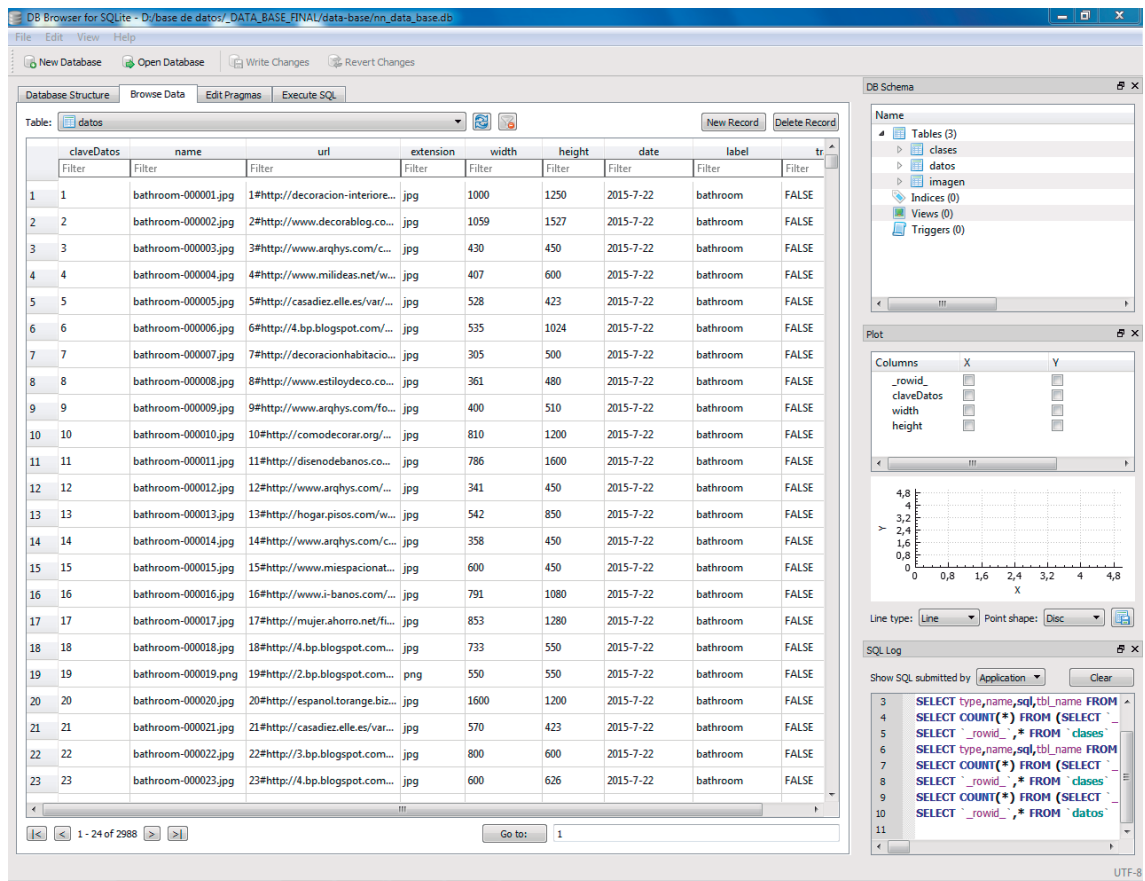 DB Browser for SQLite - D:/base de datos/_DATA_BASE_FINAL/data-base/nn_data_base.db
File Edit View Help
New Database Open Database Write Changes Revert Changes
Database Structure Browse Data Edit Pragmas Execute SQL
Table: datos New Record Delete Record
claveDatos name url extension width height date label tr
Filter Filter Filter Filter Filter Filter Filter Filter Filter
1 1 bathroom-000001.jpg 1#http://decoracion-interiore... jpg 1000 1250 2015-7-22 bathroom FALSE
2 2 bathroom-000002.jpg 2#http://www.decorablog.co... jpg 1059 1527 2015-7-22 bathroom FALSE
3 3 bathroom-000003.jpg 3#http://www.arqhys.com/c... jpg 430 450 2015-7-22 bathroom FALSE
4 4 bathroom-000004.jpg 4#http://www.milideas.net/w... jpg 407 600 2015-7-22 bathroom FALSE
5 5 bathroom-000005.jpg 5#http://casadiez.elle.es/var/... jpg 528 423 2015-7-22 bathroom FALSE
6 6 bathroom-000006.jpg 6#http://4.bp.blogspot.com/... jpg 535 1024 2015-7-22 bathroom FALSE
7 7 bathroom-000007.jpg 7#http://decoracionhabitacio... jpg 305 500 2015-7-22 bathroom FALSE
8 8 bathroom-000008.jpg 8#http://www.estiloydeco.co... jpg 361 480 2015-7-22 bathroom FALSE
9 9 bathroom-000009.jpg 9#http://www.arqhys.com/fo... jpg 400 510 2015-7-22 bathroom FALSE
10 10 bathroom-000010.jpg 10#http://comodecorar.org/... jpg 810 1200 2015-7-22 bathroom FALSE
11 11 bathroom-000011.jpg 11#http://disenodebanos.co... jpg 786 1600 2015-7-22 bathroom FALSE
12 12 bathroom-000012.jpg 12#http://www.arqhys.com/... jpg 341 450 2015-7-22 bathroom FALSE
13 13 bathroom-000013.jpg 13#http://hogar.pisos.com/w... jpg 542 850 2015-7-22 bathroom FALSE
14 14 bathroom-000014.jpg 14#http://www.arqhys.com/c... jpg 358 450 2015-7-22 bathroom FALSE
15 15 bathroom-000015.jpg 15#http://www.miespacionat... jpg 600 450 2015-7-22 bathroom FALSE
16 16 bathroom-000016.jpg 16#http://www.i-banos.com/... jpg 791 1080 2015-7-22 bathroom FALSE
17 17 bathroom-000017.jpg 17#http://mujer.ahorro.net/fi... jpg 853 1280 2015-7-22 bathroom FALSE
18 18 bathroom-000018.jpg 18#http://4.bp.blogspot.com... jpg 733 550 2015-7-22 bathroom FALSE
19 19 bathroom-000019.png 19#http://2.bp.blogspot.com... png 550 550 2015-7-22 bathroom FALSE
20 20 bathroom-000020.jpg 20#http://espanol.torange.biz... jpg 1600 1200 2015-7-22 bathroom FALSE
21 21 bathroom-000021.jpg 21#http://casadiez.elle.es/var... jpg 570 423 2015-7-22 bathroom FALSE
22 22 bathroom-000022.jpg 22#http://3.bp.blogspot.com... jpg 800 600 2015-7-22 bathroom FALSE
23 23 bathroom-000023.jpg 23#http://4.bp.blogspot.com... jpg 600 626 2015-7-22 bathroom FALSE
1 - 24 of 2988 Go to: 1
DB Schema
Name
Tables (3)
clases
datos
imagen
Indices (0)
Views (0)
Triggers (0)
Plot
Columns X Y
_rowid_
claveDatos
width
height
4,8
4
3,2
2,4
1,6
0,8
0
Y
0 0,8 1,6 2,4 3,2 4 4,8
X
Line type: Line Point shape: Disc
SQL Log
Show SQL submitted by Application Clear
3 SELECT type,name,sql,tbl_name FROM
4 SELECT COUNT(*) FROM (SELECT `_
5 SELECT `_rowid_`,* FROM `clases`
6 SELECT type,name,sql,tbl_name FROM
7 SELECT COUNT(*) FROM (SELECT `_
8 SELECT `_rowid_`,* FROM `clases`
9 SELECT COUNT(*) FROM (SELECT `_
10 SELECT `_rowid_`,* FROM `datos`
11
UTF-8